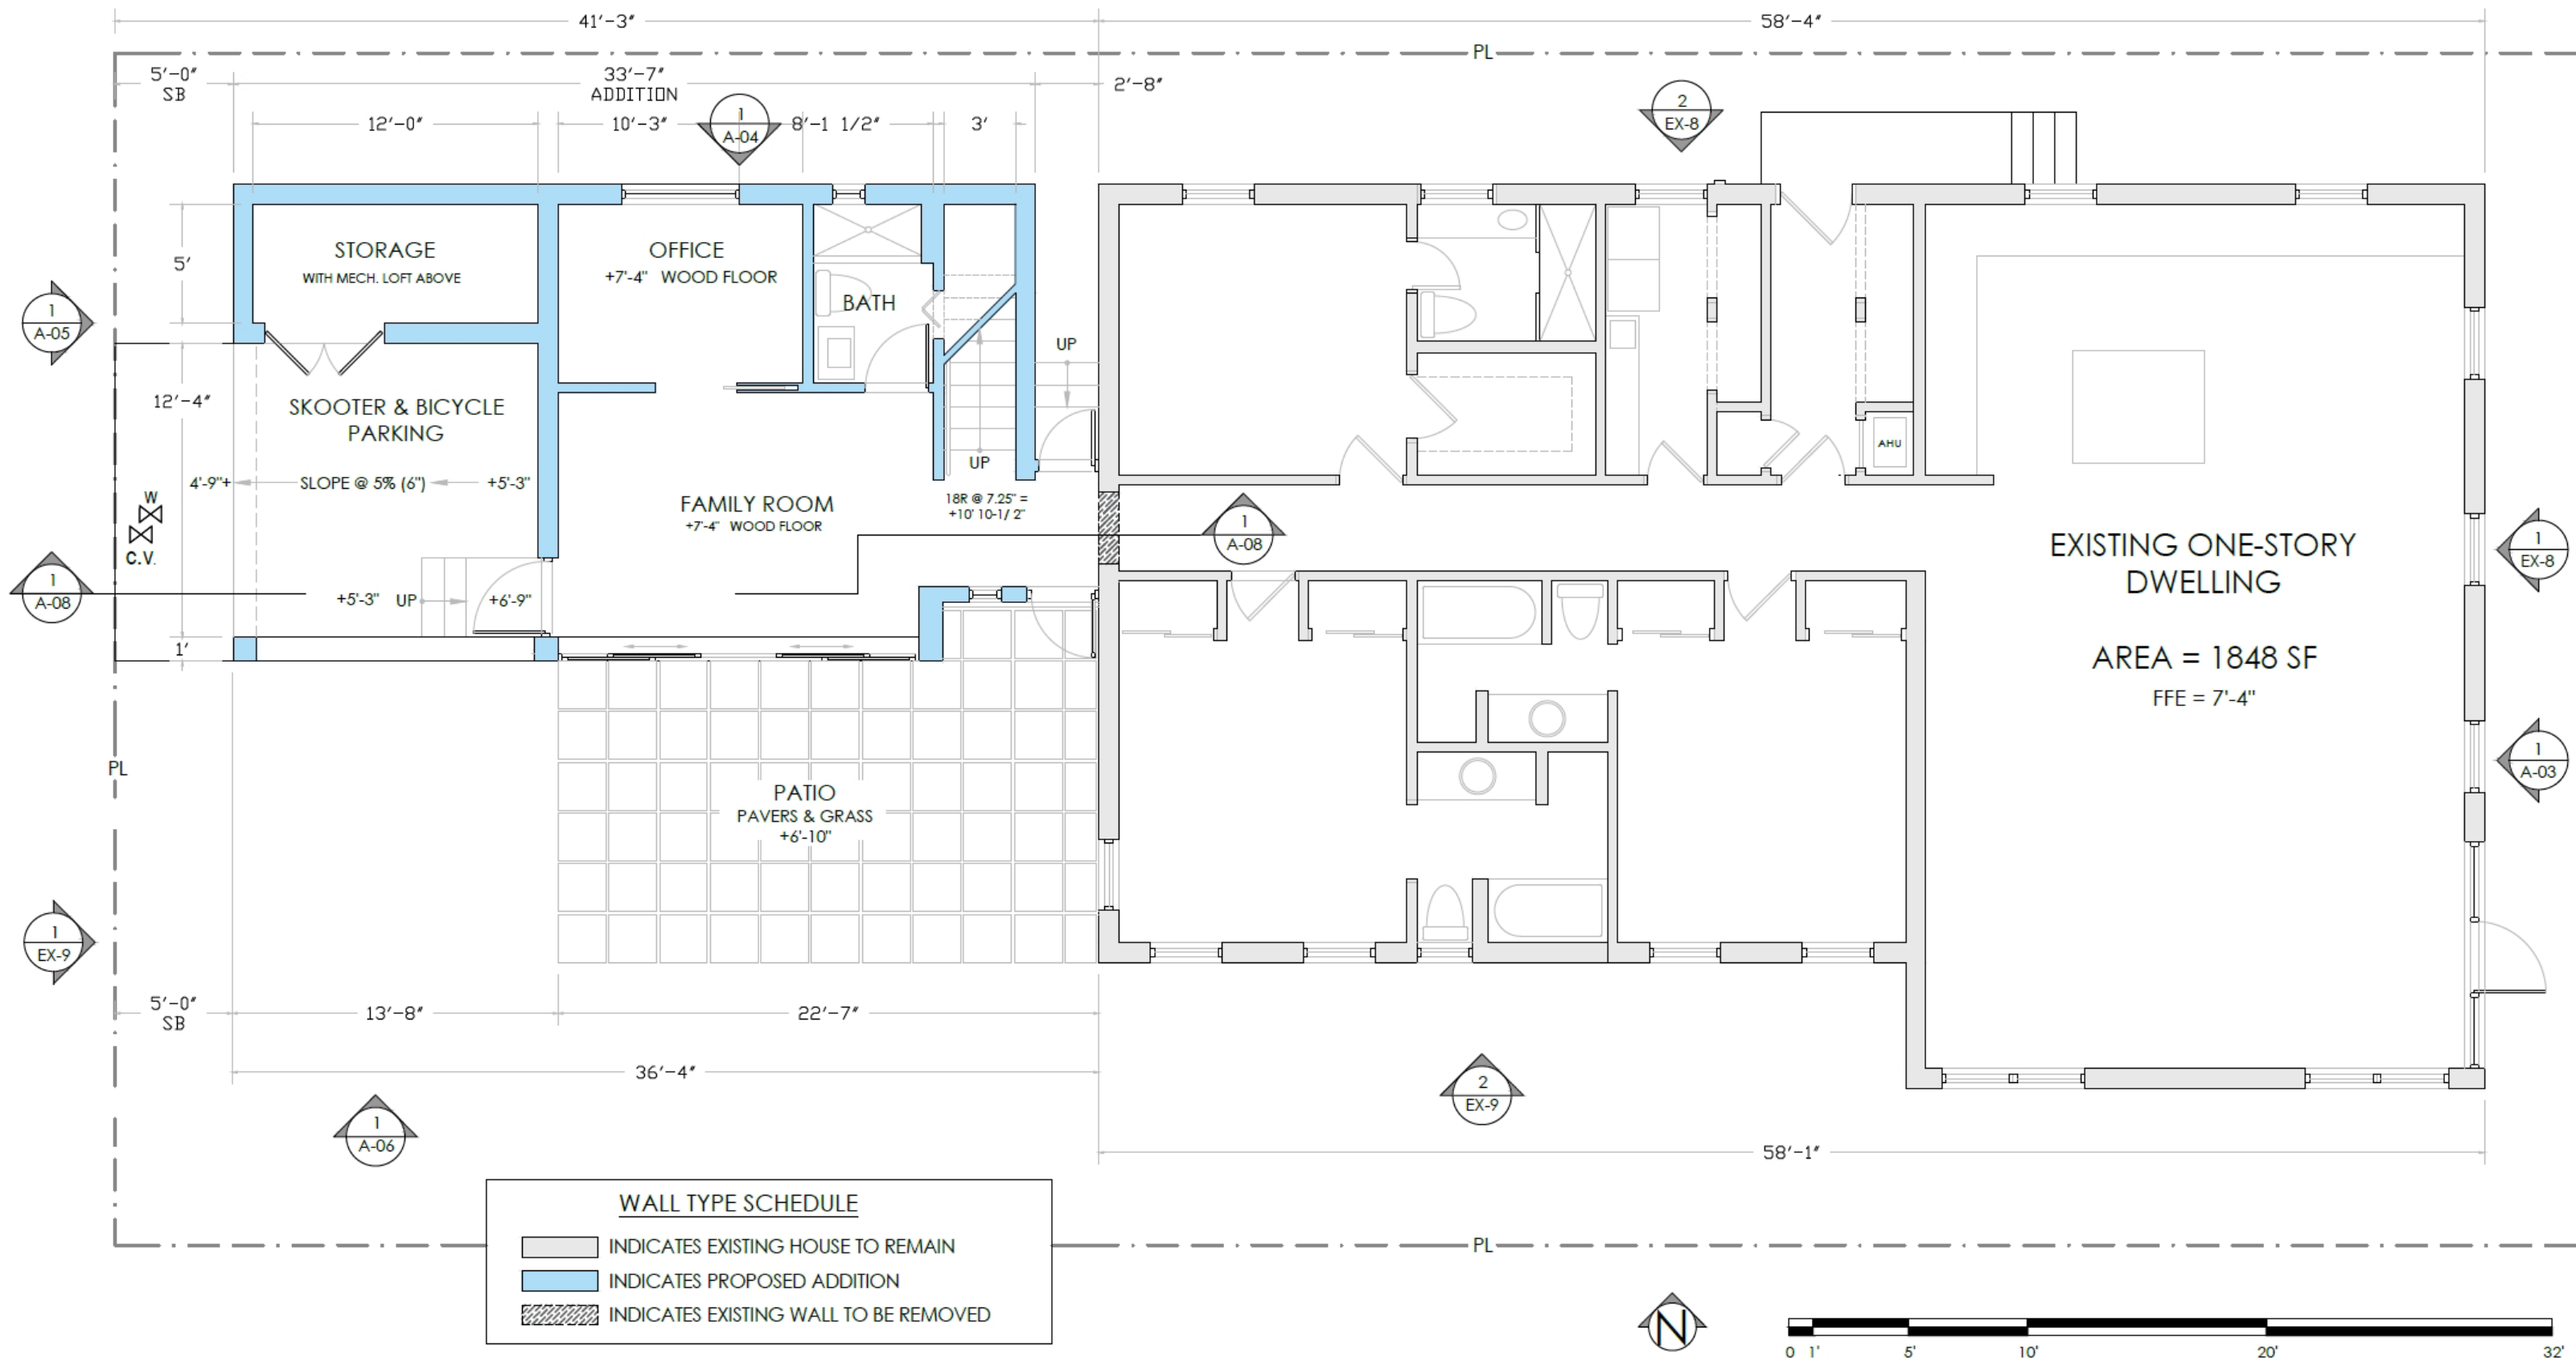 41'-3"
58'-4"
PL
5'-0"
SB
33'-7"
ADDITION
2'-8"
12'-0"
10'-3"
1
A-04
8'-1 1/2"
3'
2
EX-8
STORAGE
WITH MECH. LOFT ABOVE
OFFICE
+7'-4" WOOD FLOOR
BATH
5'
1
A-05
UP
12'-4"
SKOOTER & BICYCLE
PARKING
AHU
UP
4'-9"+
SLOPE @ 5% (6")
+5'-3"
W
C.V.
FAMILY ROOM
+7'-4" WOOD FLOOR
18R @ 7.25" =
+10' 10-1/ 2"
1
A-08
EXISTING ONE-STORY
DWELLING
1
EX-8
1
A-08
+5'-3"
UP
+6'-9"
1'
AREA = 1848 SF
FFE = 7'-4"
PL
PATIO
PAVERS & GRASS
+6'-10"
1
A-03
1
EX-9
5'-0"
SB
13'-8"
22'-7"
36'-4"
1
A-06
2
EX-9
58'-1"
WALL TYPE SCHEDULE
INDICATES EXISTING HOUSE TO REMAIN
INDICATES PROPOSED ADDITION
INDICATES EXISTING WALL TO BE REMOVED
PL
N
0 1' 5' 10' 20' 32'